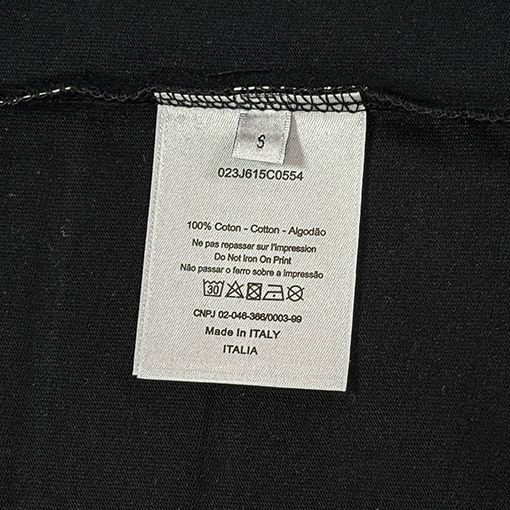 S
023J615C0554
100% Coton - Cotton - Algodão
Ne pas repasser sur l'impression
Do Not Iron On Print
Não passar o ferro sobre a impressão
30
CNPJ 02-046-366/0003-99
Made in ITALY
ITALIA